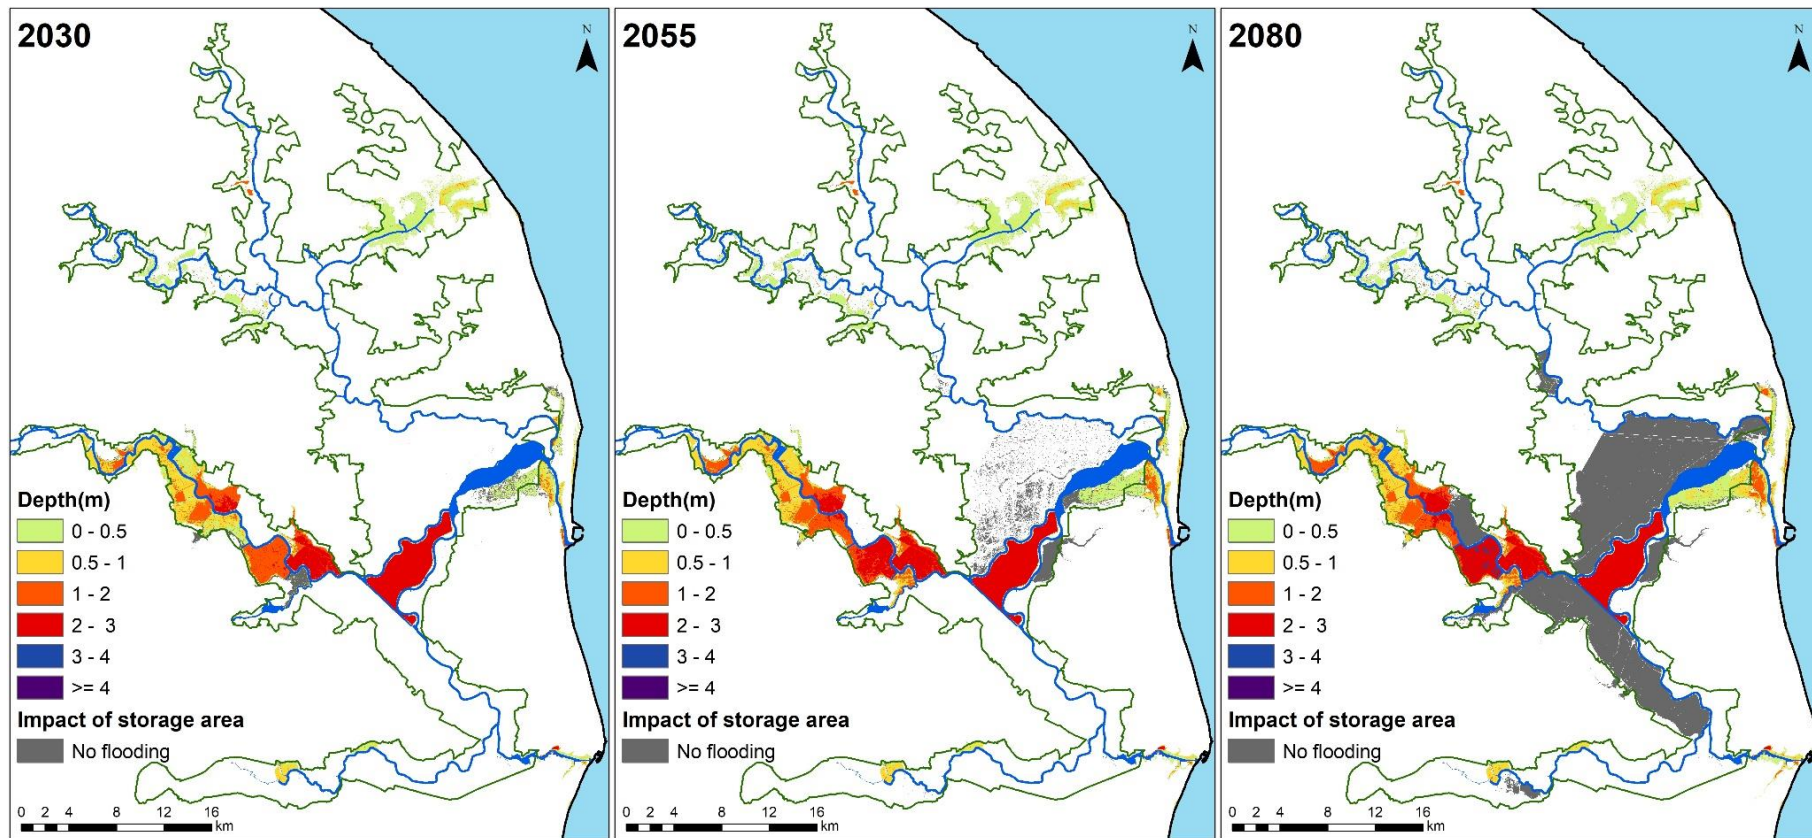 2030
N
Depth(m)
0 - 0.5
0.5 - 1
1 - 2
2 - 3
3 - 4
>= 4
Impact of storage area
No flooding
0 2 4 8 12 16
km
2055
N
Depth(m)
0 - 0.5
0.5 - 1
1 - 2
2 - 3
3 - 4
>= 4
Impact of storage area
No flooding
0 2 4 8 12 16
km
2080
N
Depth(m)
0 - 0.5
0.5 - 1
1 - 2
2 - 3
3 - 4
>= 4
Impact of storage area
No flooding
0 2 4 8 12 16
km